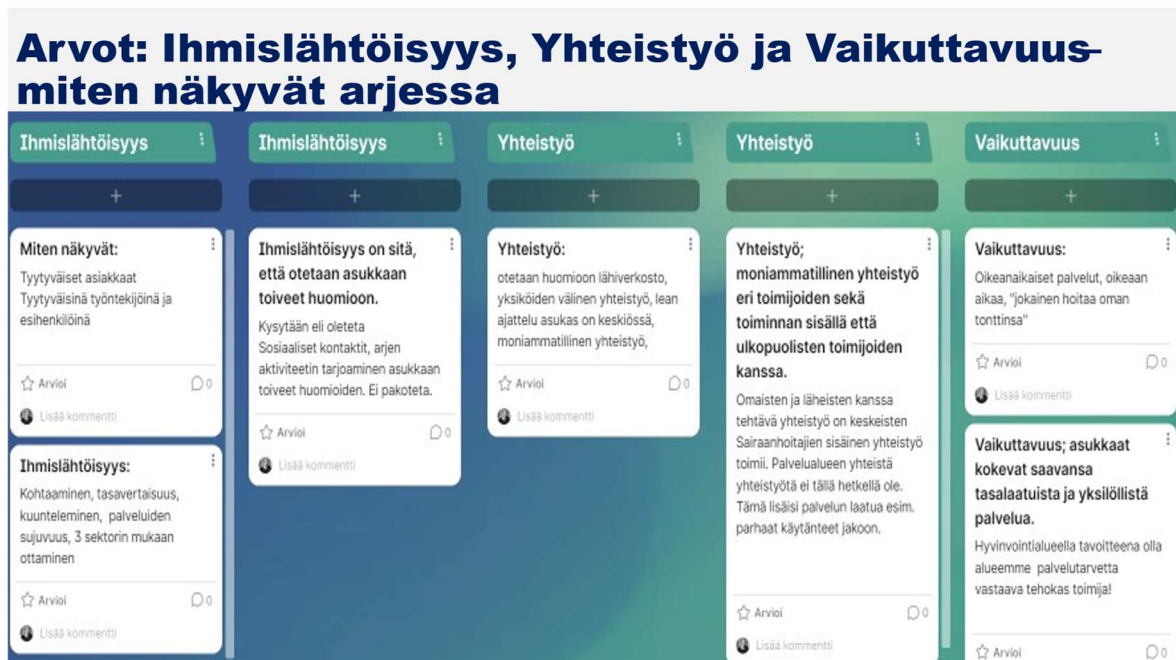 Arvot: Ihmislähtöisyys, Yhteistyö ja Vaikuttavuus–
miten näkyvät arjessa
Ihmislähtöisyys
+
Miten näkyvät:
Tyytyväiset asiakkaat
Tyytyväisinä työntekijöinä ja
esihenkilöinä
Arvioi
0
Lisää kommentti
Ihmislähtöisyys:
Kohtaaminen, tasavertaisuus,
kuunteleminen, palveluiden
sujuvuus, 3 sektorin mukaan
ottaminen
Arvioi
0
Lisää kommentti
Ihmislähtöisyys
+
Ihmislähtöisyys on sitä,
että otetaan asukkaan
toiveet huomioon.
Kysytään eli oleteta
Sosiaaliset kontaktit, arjen
aktiviteetin tarjoaminen asukkaan
toiveet huomioiden. Ei pakoteta.
Arvioi
0
Lisää kommentti
Yhteistyö
+
Yhteistyö:
otetaan huomioon lähiverkosto,
yksiköiden välinen yhteistyö, lean
ajattelu asukas on keskiössä,
moniammatillinen yhteistyö,
Arvioi
0
Lisää kommentti
Yhteistyö
+
Yhteistyö;
moniammatillinen yhteistyö
eri toimijoiden sekä
toiminnan sisällä että
ulkopuolisten toimijoiden
kanssa.
Omaisten ja läheisten kanssa
tehtävä yhteistyö on keskeisten
Sairaanhoitajien sisäinen yhteistyö
toimii. Palvelualueen yhteistä
yhteistyötä ei tällä hetkellä ole.
Tämä lisäisi palvelun laatua esim.
parhaat käytänteet jakoon.
Arvioi
0
Lisää kommentti
Vaikuttavuus
+
Vaikuttavuus:
Oikeanaikaiset palvelut, oikeaan
aikaa, "jokainen hoitaa oman
tonttinsa"
Arvioi
0
Lisää kommentti
Vaikuttavuus; asukkaat
kokevat saavansa
tasalaatuista ja yksilöllistä
palvelua.
Hyvinvointialueella tavoitteena olla
alueemme palvelutarvetta
vastaava tehokas toimija!
Arvioi
0